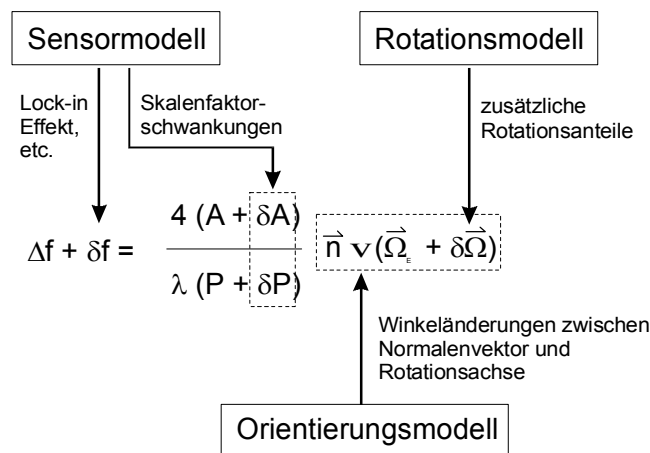 Sensormodell
Rotationsmodell
Lock-in
Effekt,
etc.
Skalenfaktor-
schwankungen
zusätzliche
Rotationsanteile
4 (A + δA)
Δf + δf =
n⃗ v(Ω⃗E + δΩ⃗)
λ (P + δP)
Winkeländerungen zwischen
Normalenvektor und
Rotationsachse
Orientierungsmodell